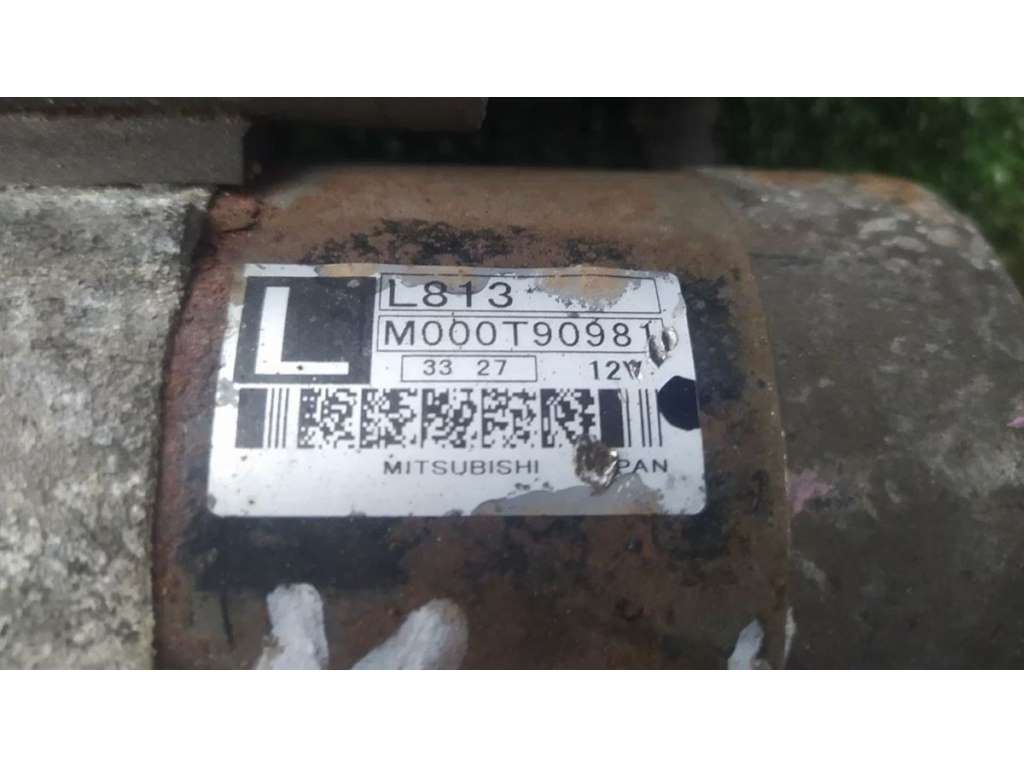 L
L813
M000T90981
33 27 12V
MITSUBISHI